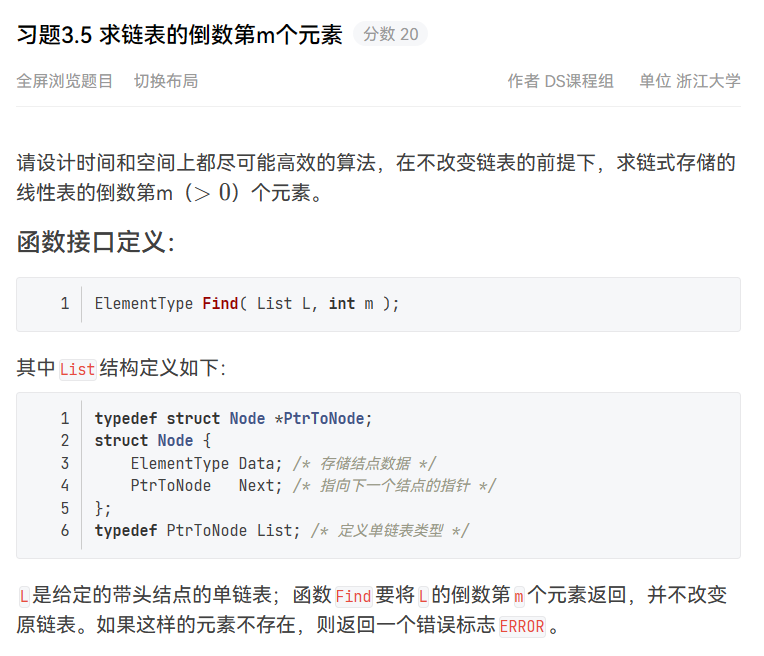 习题3.5 求链表的倒数第m个元素 分数 20
全屏浏览题目 切换布局 作者 DS课程组 单位 浙江大学
请设计时间和空间上都尽可能高效的算法，在不改变链表的前提下，求链式存储的
线性表的倒数第m（> 0）个元素。
函数接口定义：
1 ElementType Find( List L, int m );
其中List结构定义如下：
1 typedef struct Node *PtrToNode;
2 struct Node {
3     ElementType Data; /* 存储结点数据 */
4     PtrToNode   Next; /* 指向下一个结点的指针 */
5 };
6 typedef PtrToNode List; /* 定义单链表类型 */
L是给定的带头结点的单链表；函数Find要将L的倒数第m个元素返回，并不改变
原链表。如果这样的元素不存在，则返回一个错误标志ERROR。